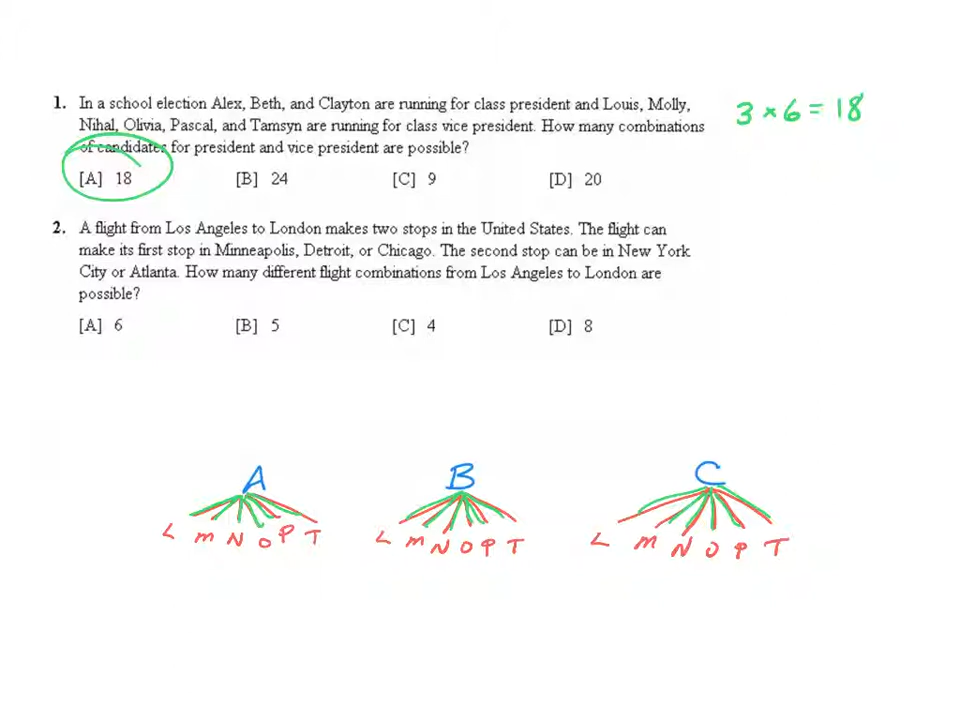 1. In a school election Alex, Beth, and Clayton are running for class president and Louis, Molly,
Nihal, Olivia, Pascal, and Tamsyn are running for class vice president. How many combinations
of candidates for president and vice president are possible?
[A] 18 [B] 24 [C] 9 [D] 20
3 × 6 = 18
2. A flight from Los Angeles to London makes two stops in the United States. The flight can
make its first stop in Minneapolis, Detroit, or Chicago. The second stop can be in New York
City or Atlanta. How many different flight combinations from Los Angeles to London are
possible?
[A] 6 [B] 5 [C] 4 [D] 8
A B C
L M N O P T L M N O P T L M N O P T